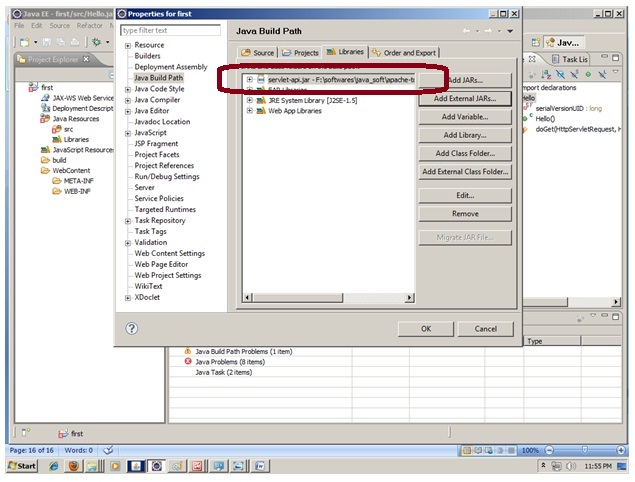 Java EE - first/src/Hello.ja
File Edit
Project Explorer
first
JAX-WS Web Service
Deployment Descript
Java Resources
src
Libraries
JavaScript Resources
build
WebContent
META-INF
WEB-INF
Properties for first
type filter text
Resource
Builders
Deployment Assembly
Java Build Path
Java Code Style
Java Compiler
Java Editor
Javadoc Location
JavaScript
JSP Fragment
Project Facets
Project References
Run/Debug Settings
Server
Service Policies
Targeted Runtimes
Task Repository
Task Tags
Validation
Web Content Settings
Web Page Editor
Web Project Settings
WikiText
XDoclet
Java Build Path
Source Projects Libraries Order and Export
servlet-api.jar - F:\softwares\java_soft\apache-t
EAR Libraries
JRE System Library [J2SE-1.5]
Web App Libraries
Add JARs...
Add External JARs...
Add Variable...
Add Library...
Add Class Folder...
Add External Class Folder...
Edit...
Remove
Migrate JAR File...
OK Cancel
Java...
Task Lis
import declarations
Hello
serialVersionUID : long
Hello()
doGet(HttpServletRequest, H
Type
Java Build Path Problems (1 item)
Java Problems (8 items)
Java Task (2 items)
first
Page: 16 of 16 Words: 0 100%
Start 11:55 PM